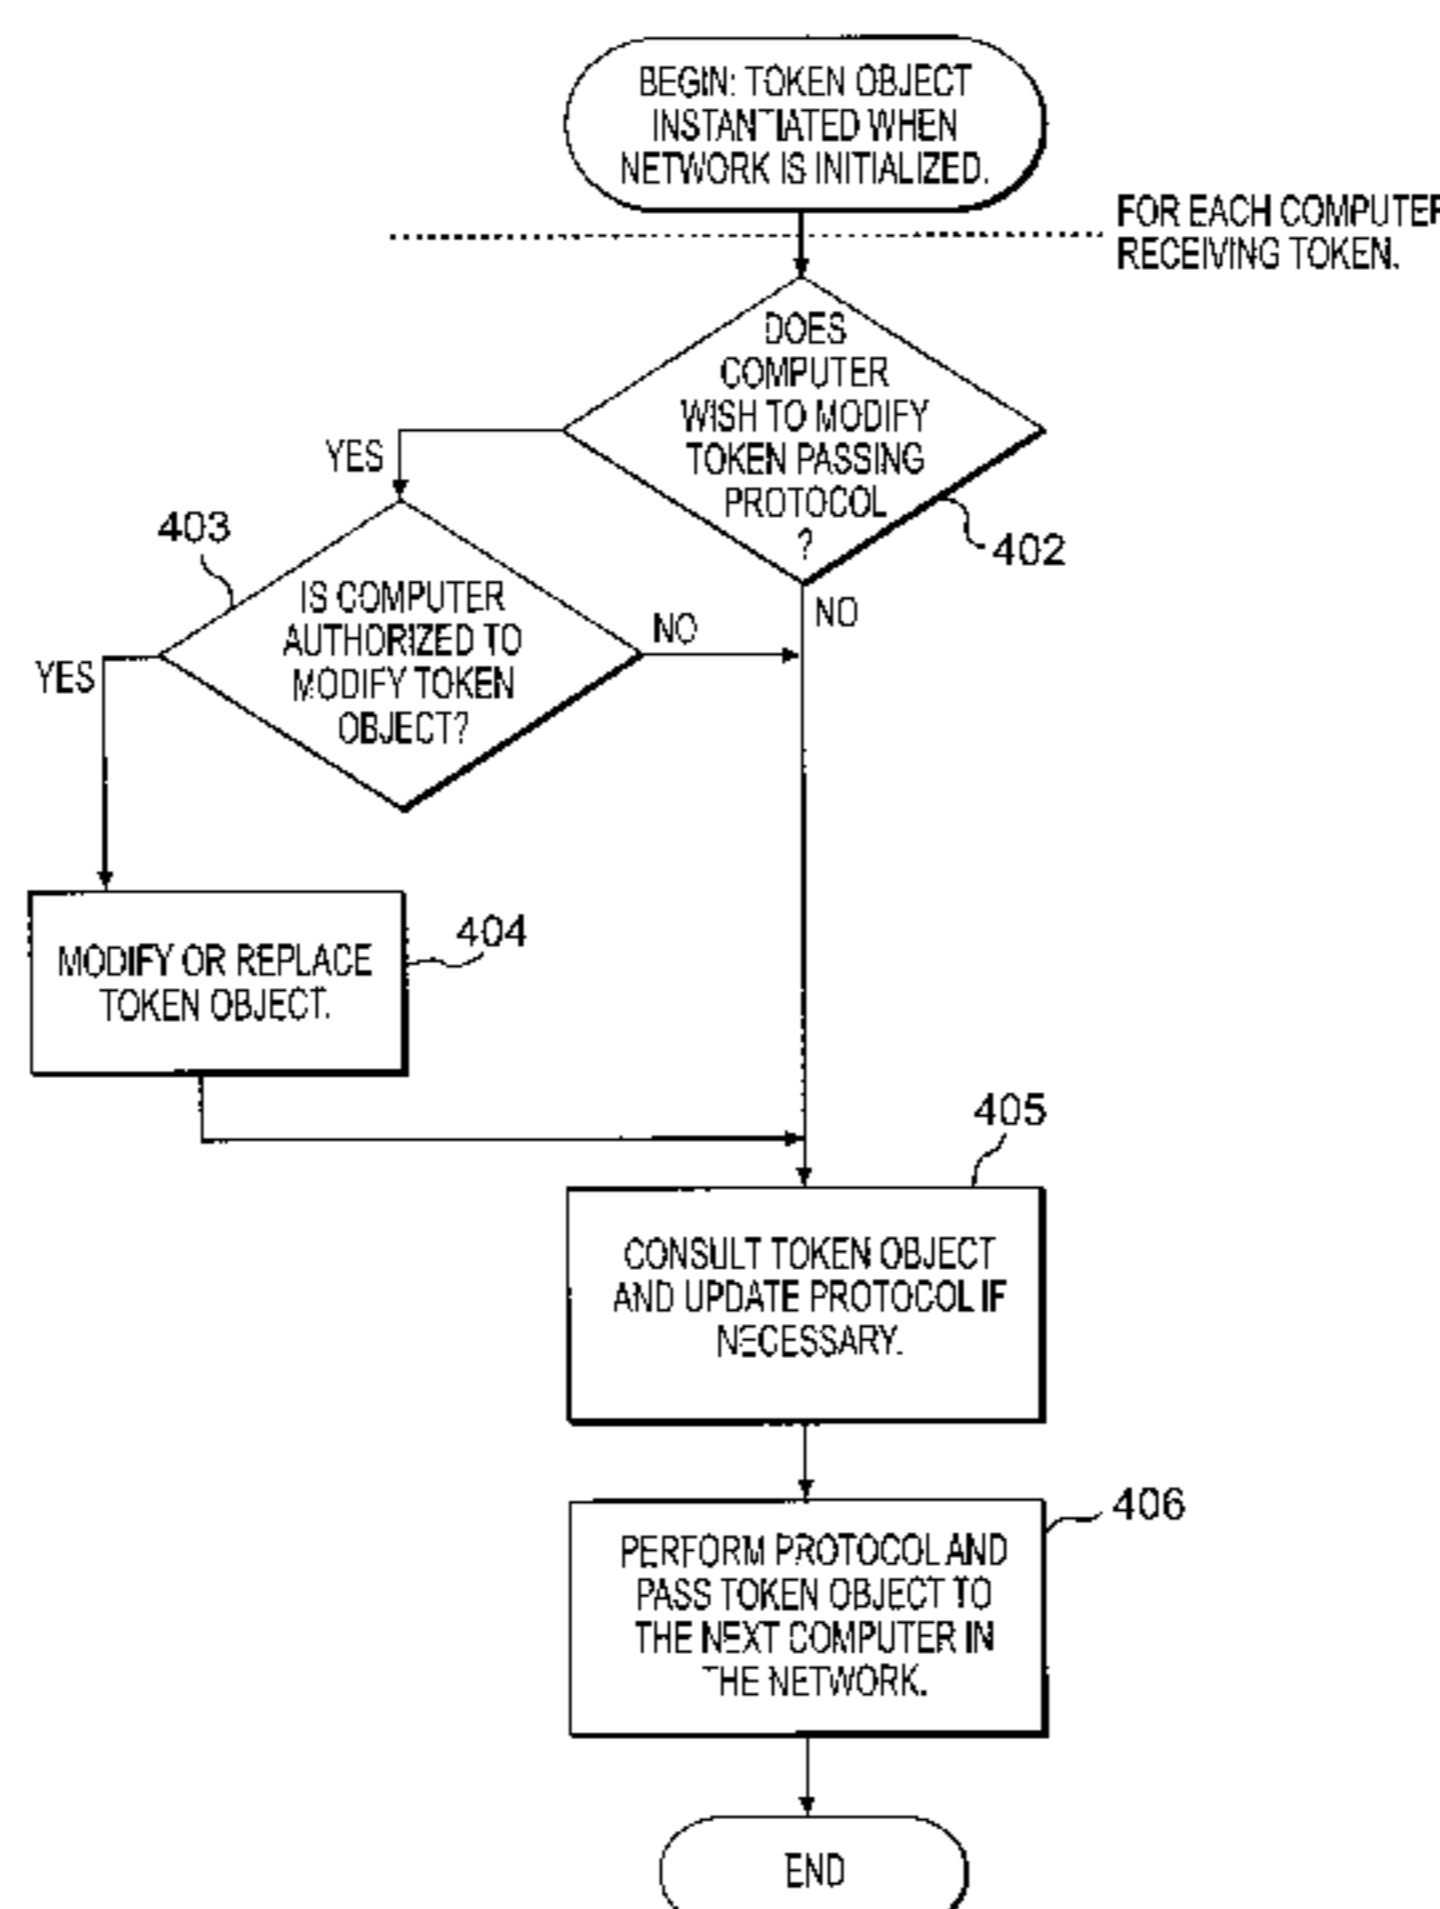 BEGIN: TOKEN OBJECT
INSTANTIATED WHEN
NETWORK IS INITIALIZED.
FOR EACH COMPUTER
RECEIVING TOKEN.
DOES
COMPUTER
WISH TO MODIFY
TOKEN PASSING
PROTOCOL
?
402
YES
NO
403
IS COMPUTER
AUTHORIZED TO
MODIFY TOKEN
OBJECT?
NO
YES
404
MODIFY OR REPLACE
TOKEN OBJECT.
405
CONSULT TOKEN OBJECT
AND UPDATE PROTOCOL IF
NECESSARY.
406
PERFORM PROTOCOL AND
PASS TOKEN OBJECT TO
THE NEXT COMPUTER IN
THE NETWORK.
END